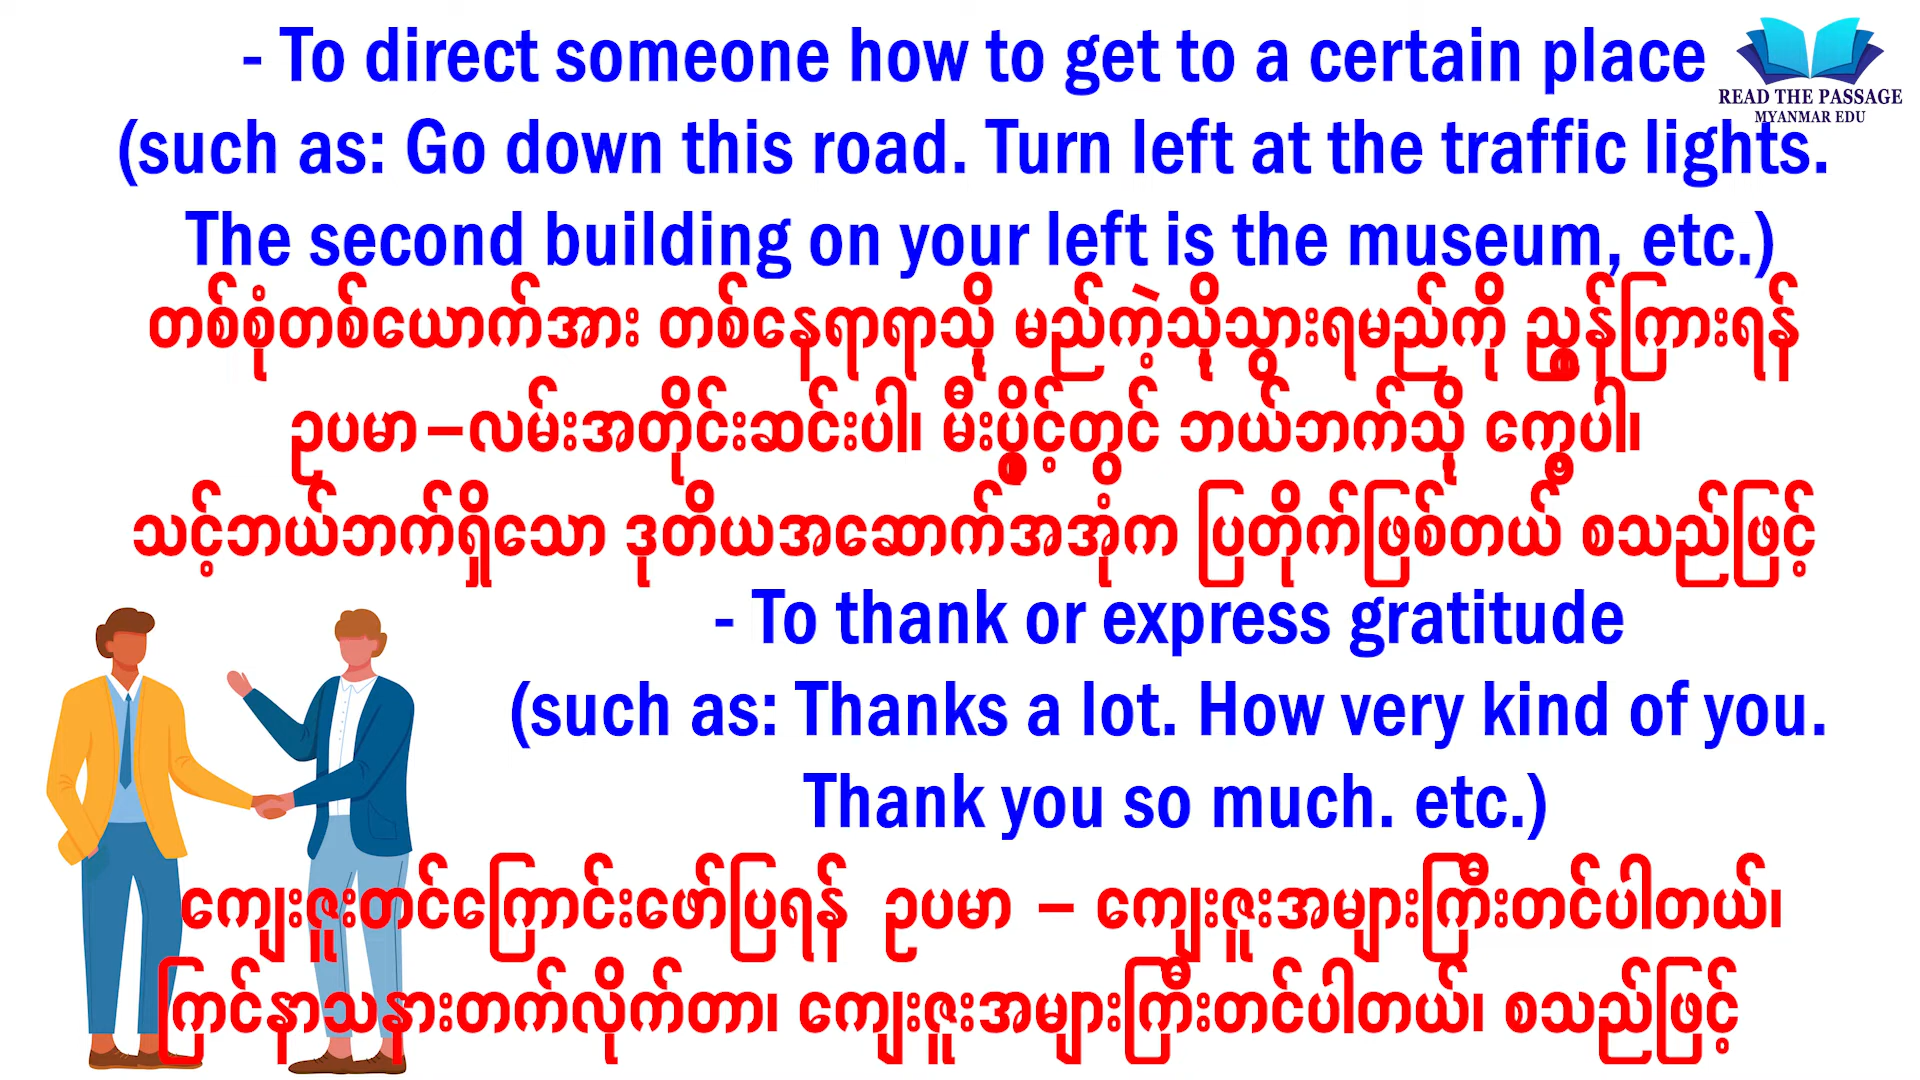 - To direct someone how to get to a certain place
READ THE PASSAGE
MYANMAR EDU
(such as: Go down this road. Turn left at the traffic lights.
The second building on your left is the museum, etc.)
တစ်စုံတစ်ယောက်အား တစ်နေရာရာသို့ မည်ကဲ့သို့သွားရမည်ကို ညွှန်ကြားရန်
ဥပမာ –လမ်းအတိုင်းဆင်းပါ၊ မီးပွိုင့်တွင် ဘယ်ဘက်သို့ ကွေ့ပါ၊
သင့်ဘယ်ဘက်ရှိသော ဒုတိယအဆောက်အအုံက ပြတိုက်ဖြစ်တယ် စသည်ဖြင့်
- To thank or express gratitude
(such as: Thanks a lot. How very kind of you.
Thank you so much. etc.)
ကျေးဇူးတင်ကြောင်းဖော်ပြရန် ဥပမာ – ကျေးဇူးအများကြီးတင်ပါတယ်၊
ကြင်နာသနားတက်လိုက်တာ၊ ကျေးဇူးအများကြီးတင်ပါတယ်၊ စသည်ဖြင့်